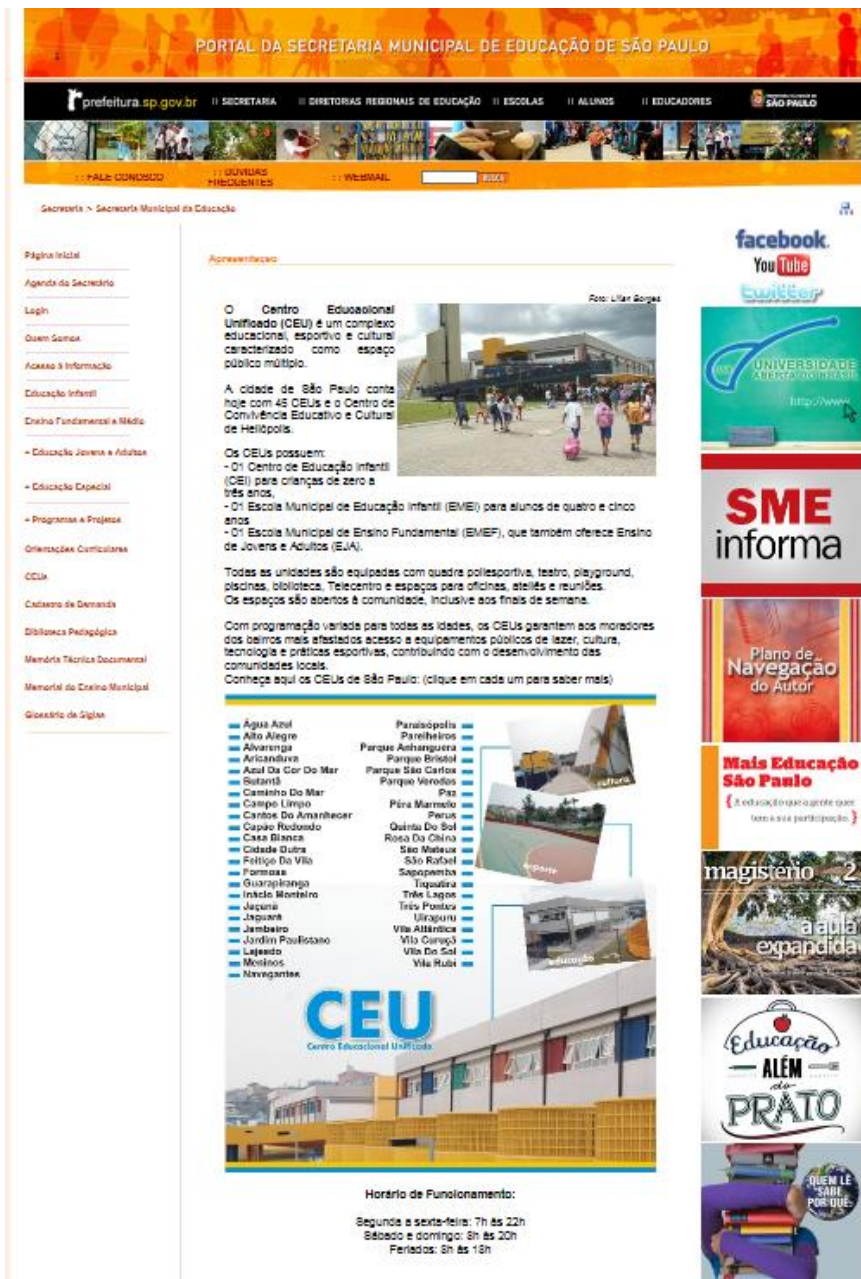 PORTAL DA SECRETARIA MUNICIPAL DE EDUCAÇÃO DE SÃO PAULO
prefeitura.sp.gov.br
:: SECRETARIA
:: DIRETORIAS REGIONAIS DE EDUCAÇÃO
:: ESCOLAS
:: ALUNOS
:: EDUCADORES
SÃO PAULO
:: FALE CONOSCO
:: DÚVIDAS
FREQUENTES
:: WEBMAIL
BUSCA
Secretaria > Secretaria Municipal da Educação
Página Inicial
Agenda do Secretário
Login
Quem Somos
Acesso à Informação
Educação Infantil
Ensino Fundamental e Médio
+ Educação Jovens e Adultos
+ Educação Especial
+ Programas e Projetos
Orientações Curriculares
CEUs
Cadastro de Demanda
Biblioteca Pedagógica
Memória Técnica Documental
Memorial do Ensino Municipal
Glossário de Siglas
Apresentacao
Foto: Lilian Borges
O Centro Educacional
Unificado (CEU) é um complexo
educacional, esportivo e cultural
caracterizado como espaço
público múltiplo.
A cidade de São Paulo conta
hoje com 45 CEUs e o Centro de
Convivência Educativo e Cultural
de Heliópolis.
Os CEUs possuem:
- 01 Centro de Educação Infantil
(CEI) para crianças de zero a
três anos,
- 01 Escola Municipal de Educação Infantil (EMEI) para alunos de quatro e cinco
anos
- 01 Escola Municipal de Ensino Fundamental (EMEF), que também oferece Ensino
de Jovens e Adultos (EJA).
Todas as unidades são equipadas com quadra poliesportiva, teatro, playground,
piscinas, biblioteca, Telecentro e espaços para oficinas, ateliês e reuniões.
Os espaços são abertos à comunidade, inclusive aos finais de semana.
Com programação variada para todas as idades, os CEUs garantem aos moradores
dos bairros mais afastados acesso a equipamentos públicos de lazer, cultura,
tecnologia e práticas esportivas, contribuindo com o desenvolvimento das
comunidades locais.
Conheça aqui os CEUs de São Paulo: (clique em cada um para saber mais)
Água Azul
Alto Alegre
Alvarenga
Aricanduva
Azul Da Cor Do Mar
Butantã
Caminho Do Mar
Campo Limpo
Cantos Do Amanhecer
Capão Redondo
Casa Blanca
Cidade Dutra
Feitiço Da Vila
Formosa
Guarapiranga
Inácio Monteiro
Jaçanã
Jaguaré
Jambeiro
Jardim Paulistano
Lajeado
Meninos
Navegantes
Paraisópolis
Parelheiros
Parque Anhanguera
Parque Bristol
Parque São Carlos
Parque Veredas
Paz
Pêra Marmelo
Perus
Quinta Do Sol
Rosa Da China
São Mateus
São Rafael
Sapopemba
Tiquatira
Três Lagos
Três Pontes
Uirapuru
Vila Atlântica
Vila Curuçá
Vila Do Sol
Vila Rubi
cultura
esporte
educação
CEU
Centro Educacional Unificado
Horário de Funcionamento:
Segunda a sexta-feira: 7h às 22h
Sábado e domingo: 8h às 20h
Feriados: 8h às 18h
facebook
You Tube
twitter
UNIVERSIDADE
ABERTA DO BRASIL
http://www
SME
informa
Plano de
Navegação
do Autor
Mais Educação
São Paulo
{ A educação que a gente quer
tem a sua participação. }
magistério 2
a aula
expandida
Educação
ALÉM
do
PRATO
QUEM LÊ
SABE
POR QUÊ